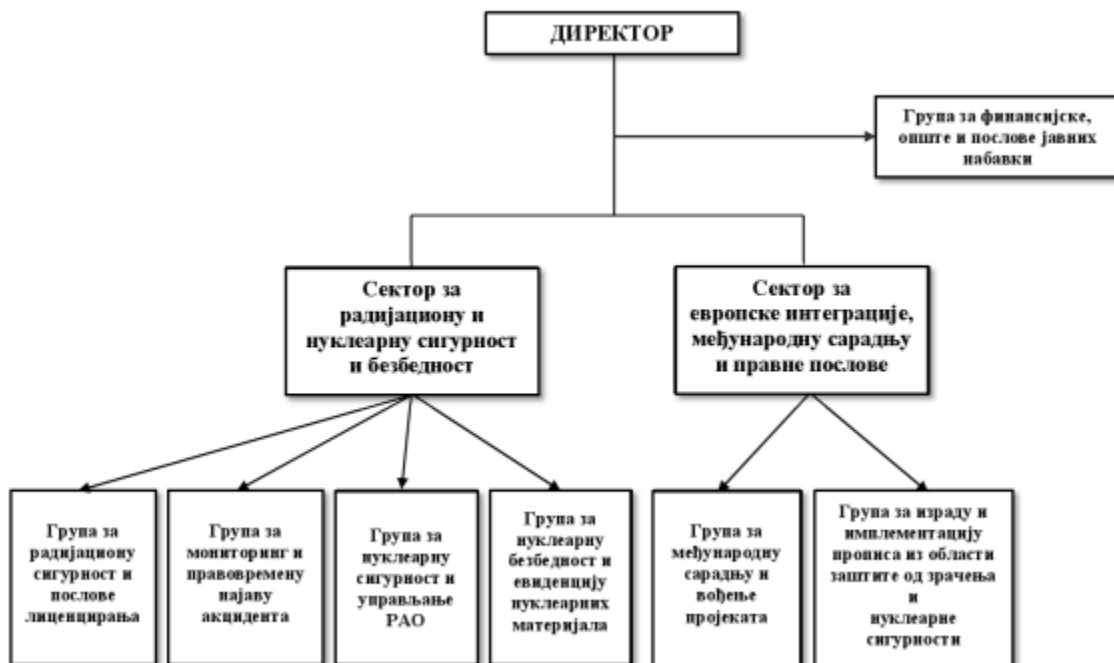 ДИРЕКТОР
Група за финансијске,
опште и послове јавних
набавки
Сектор за
радијациону и
нуклеарну сигурност
и безбедност
Сектор за
европске интеграције,
међународну сарадњу
и правне послове
Група за
радијациону
сигурност и
послове
лиценцирања
Група за
мониторинг и
правовремену
најаву
акцидента
Група за
нуклеарну
сигурност и
управљање
РАО
Група за
нуклеарну
безбедност и
евиденцију
нуклеарних
материјала
Група за
међународну
сарадњу и
вођење
пројеката
Група за израду и
имплементацију
прописа из области
заштите од зрачења
и
нуклеарне
сигурности